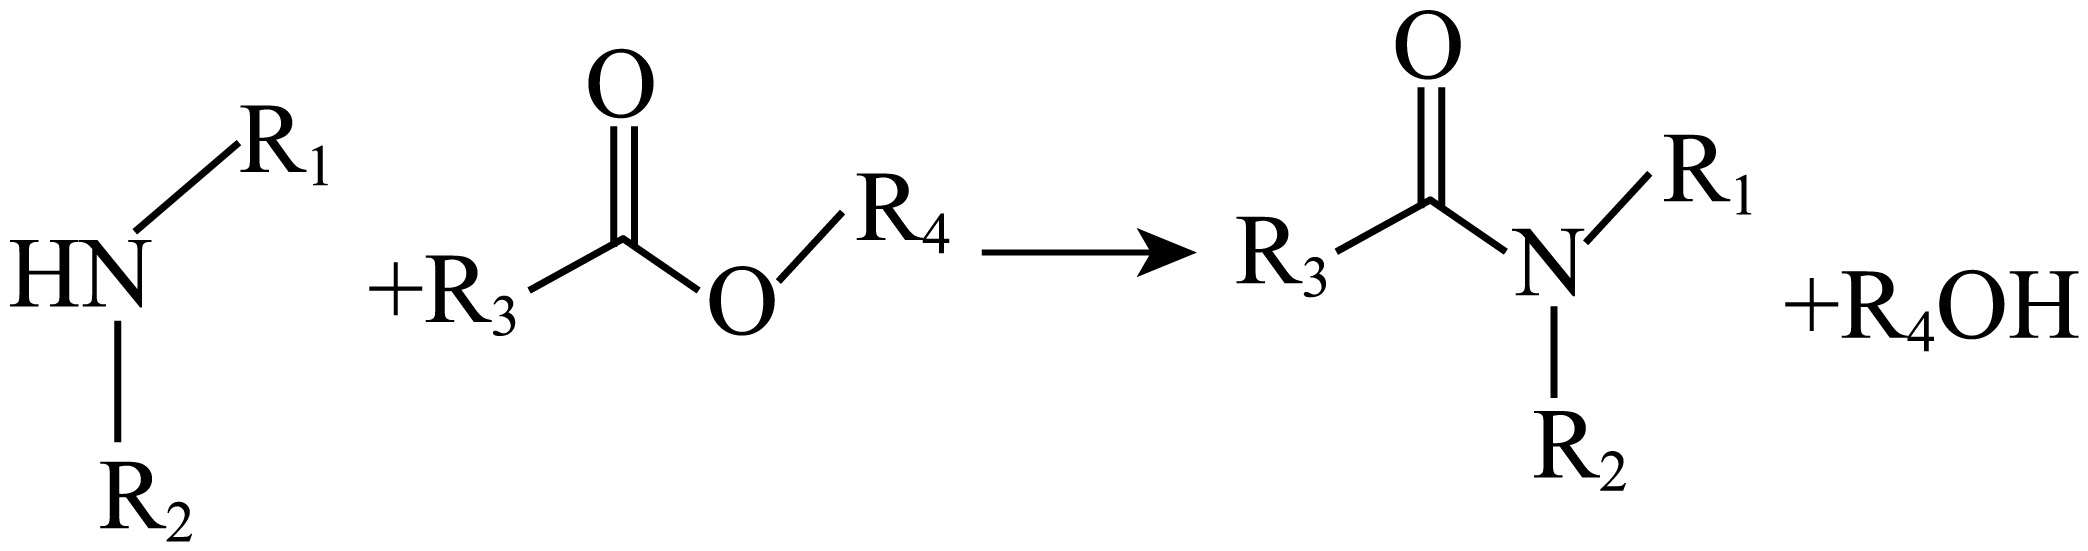 O
O
R₁
R₁
R₄
HN
+R₃
O
R₃
N
+R₄OH
R₂
R₂